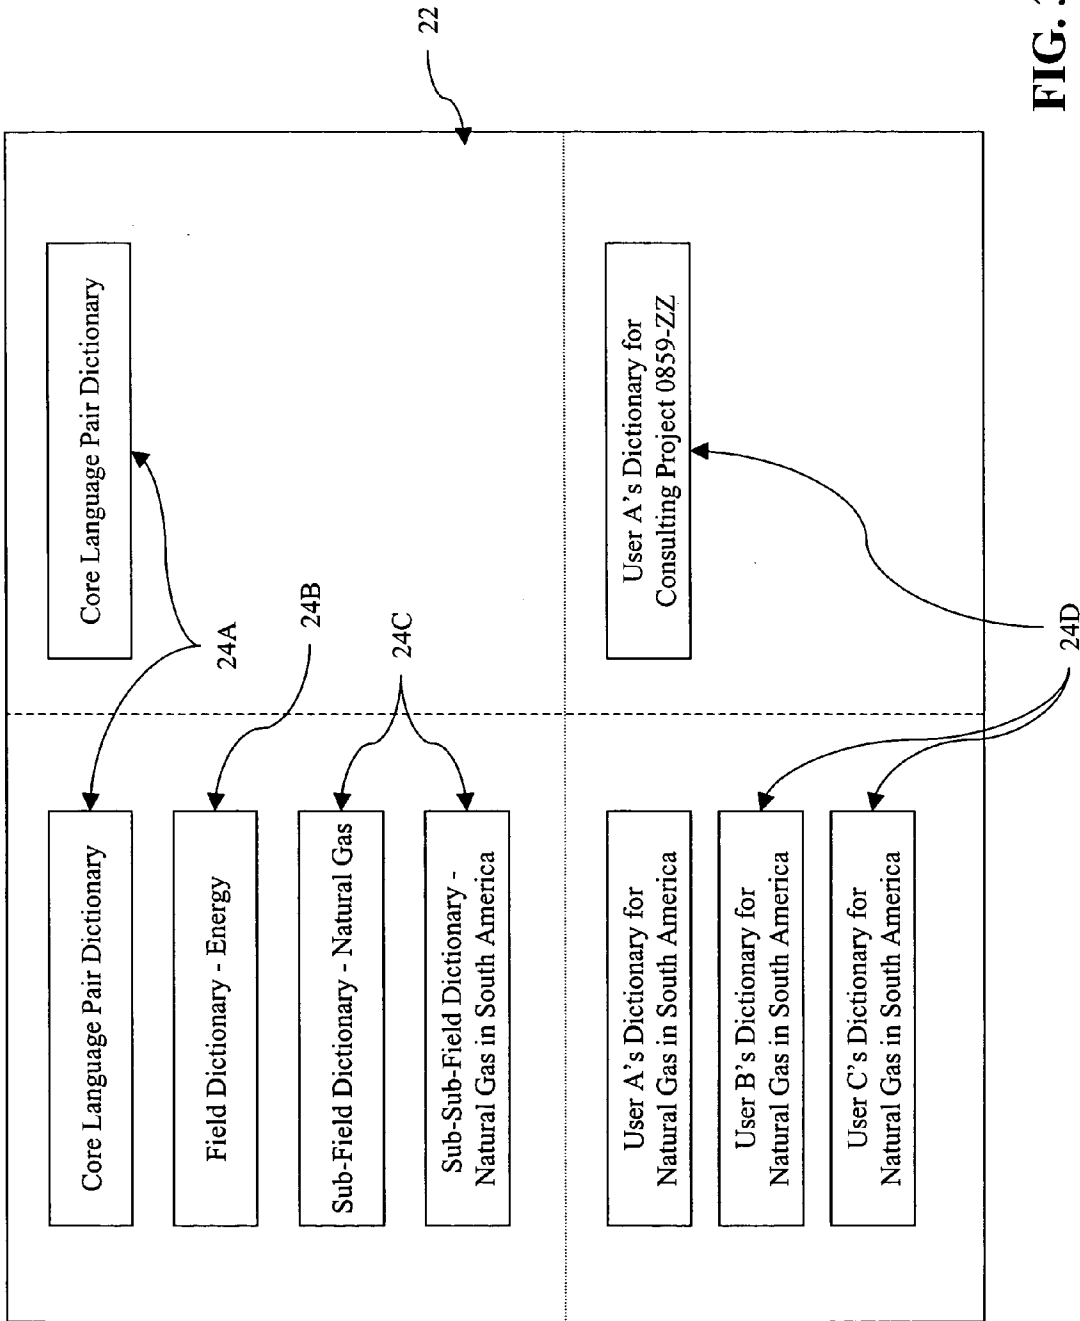 Core Language Pair Dictionary
Field Dictionary - Energy
Sub-Field Dictionary - Natural Gas
Sub-Sub-Field Dictionary -
Natural Gas in South America
User A's Dictionary for
Natural Gas in South America
User B's Dictionary for
Natural Gas in South America
User C's Dictionary for
Natural Gas in South America
24A
24B
24C
24D
Core Language Pair Dictionary
User A's Dictionary for
Consulting Project 0859-ZZ
22
FIG.